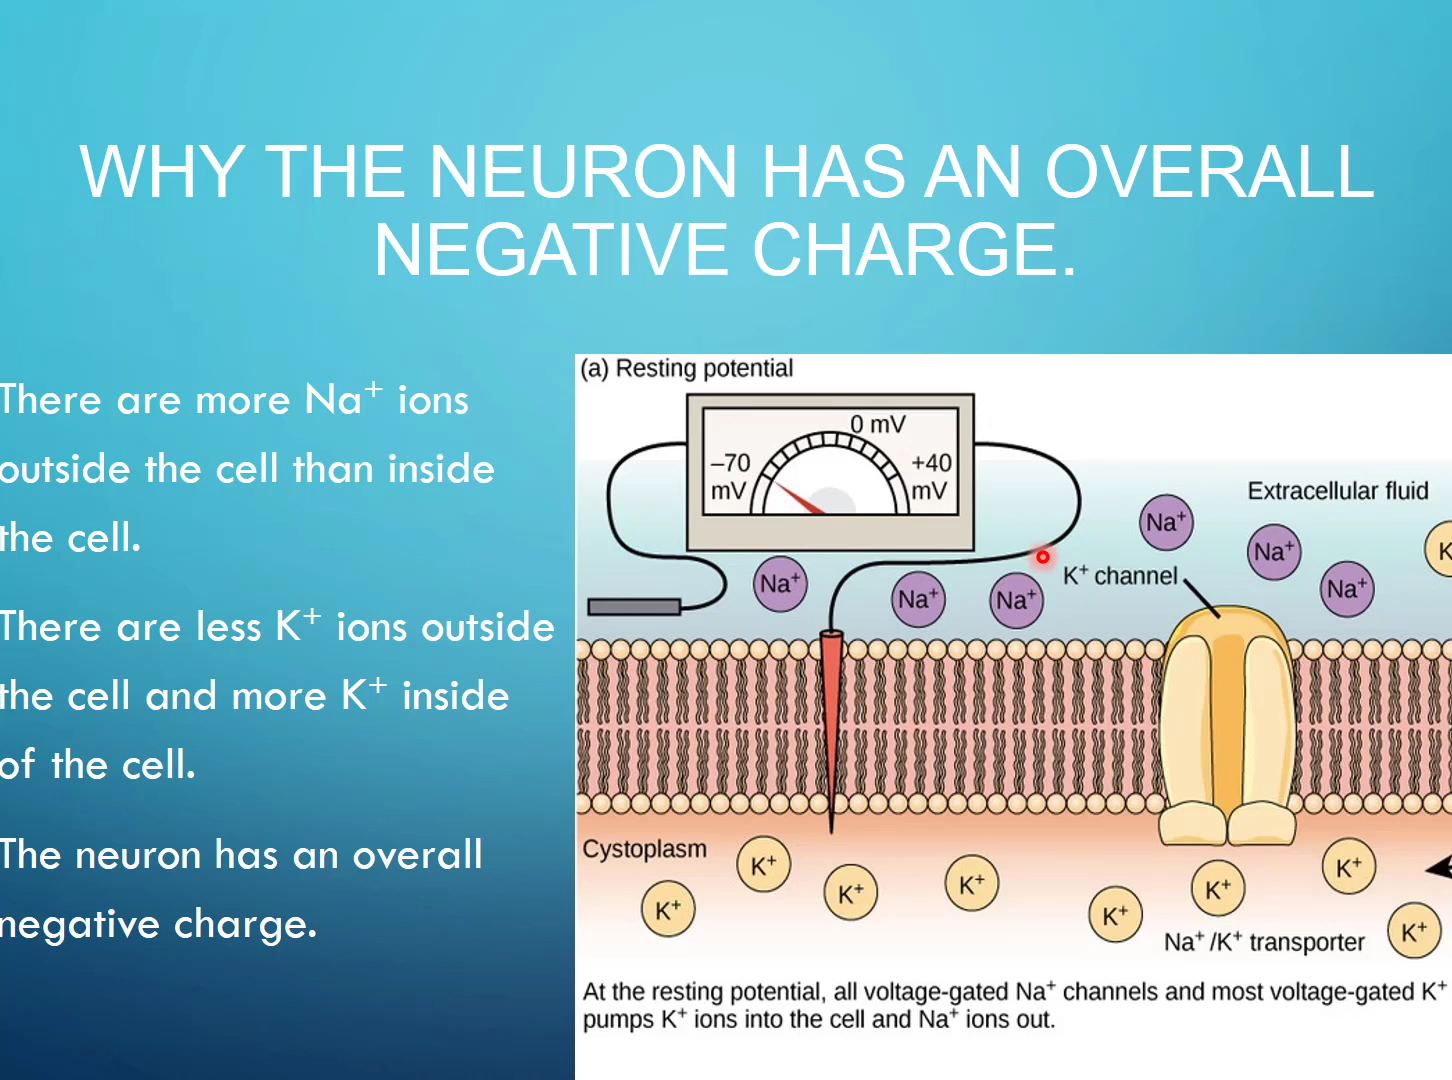 WHY THE NEURON HAS AN OVERALL
NEGATIVE CHARGE.
There are more Na⁺ ions
outside the cell than inside
the cell.
There are less K⁺ ions outside
the cell and more K⁺ inside
of the cell.
The neuron has an overall
negative charge.
(a) Resting potential
0 mV
–70
mV
+40
mV
Extracellular fluid
Na⁺
Na⁺
Na⁺
K
K⁺ channel
Na⁺
Na⁺
Na⁺
Cystoplasm
K⁺
K⁺
K⁺
K⁺
K⁺
K⁺
K⁺
K⁺
Na⁺/K⁺ transporter
At the resting potential, all voltage-gated Na⁺ channels and most voltage-gated K⁺
pumps K⁺ ions into the cell and Na⁺ ions out.